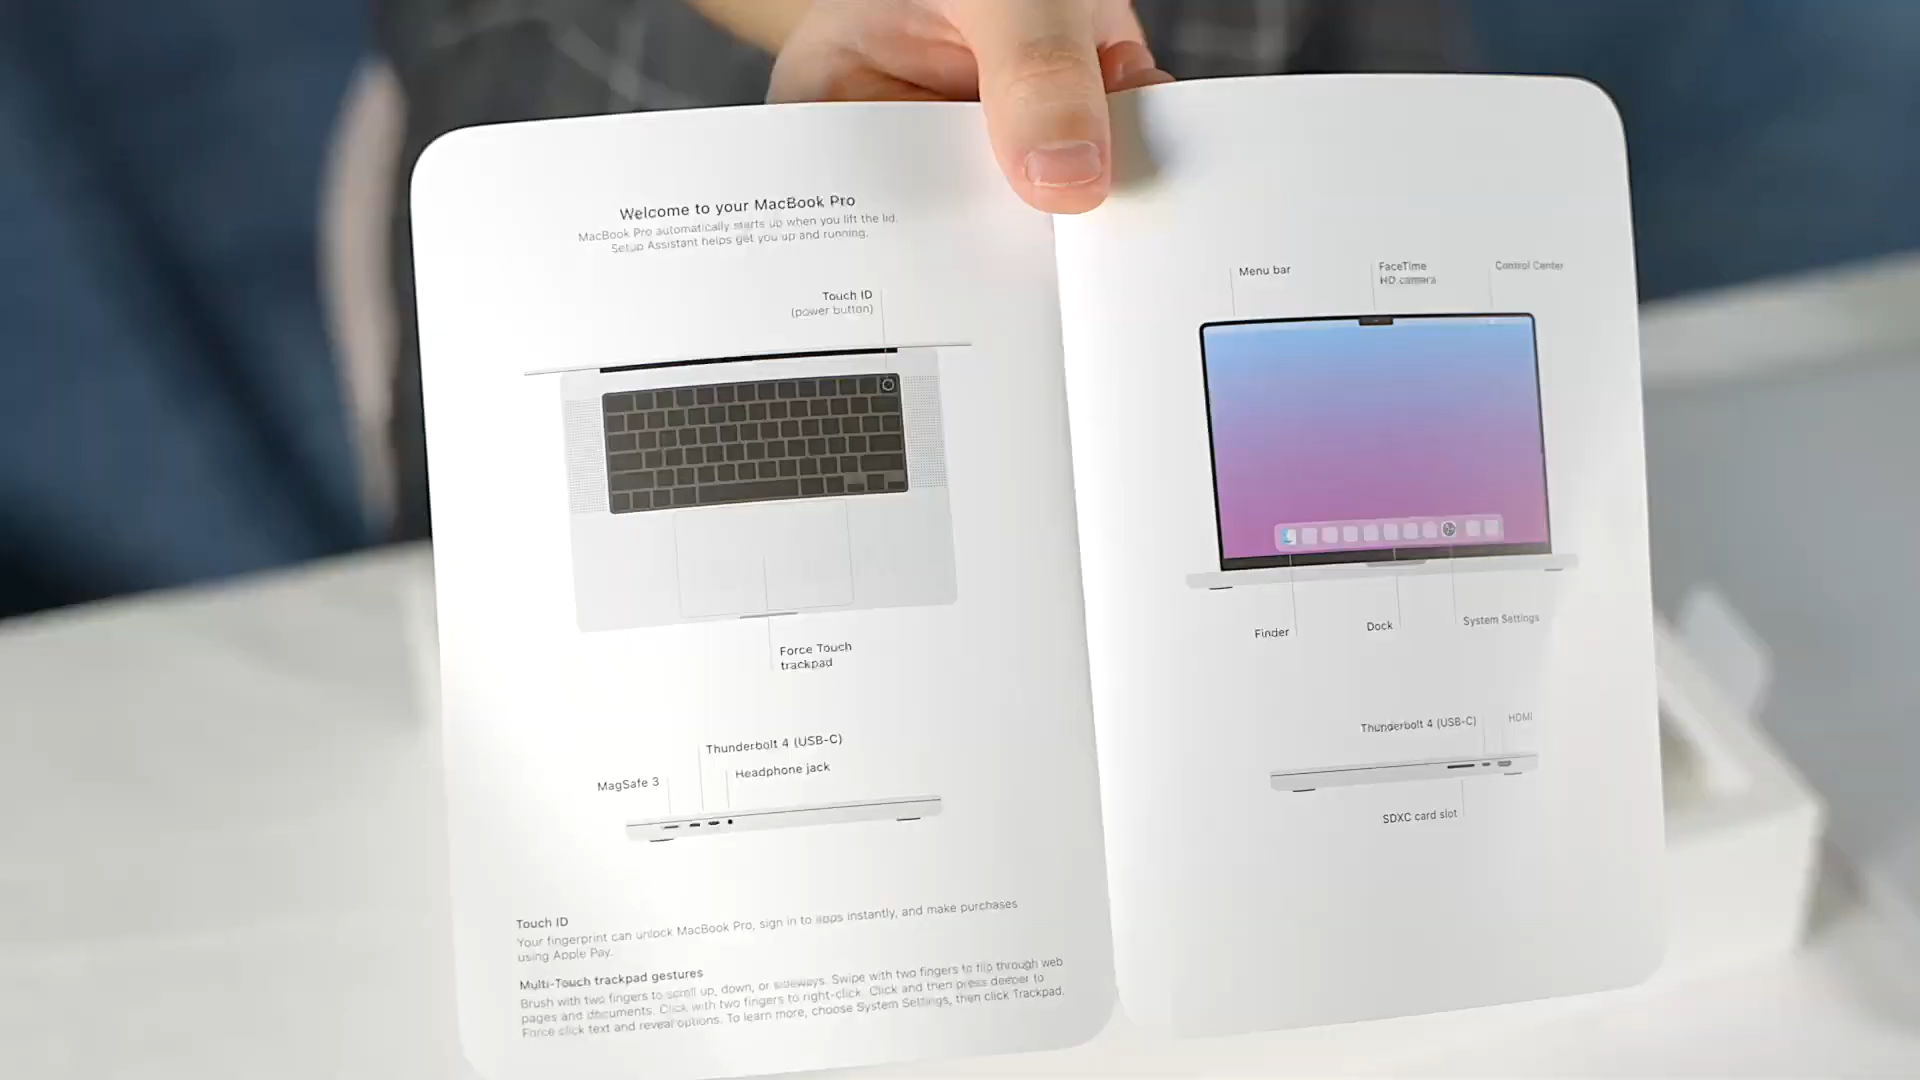 Welcome to your MacBook Pro
MacBook Pro automatically starts up when you lift the lid.
Setup Assistant helps get you up and running.
Touch ID
(power button)
Force Touch
trackpad
Thunderbolt 4 (USB-C)
MagSafe 3
Headphone jack
Touch ID
Your fingerprint can unlock MacBook Pro, sign in to apps instantly, and make purchases
using Apple Pay.
Multi-Touch trackpad gestures
Brush with two fingers to scroll up, down, or sideways. Swipe with two fingers to flip through web
pages and documents. Click with two fingers to right-click. Click and then press deeper to
Force click text and reveal options. To learn more, choose System Settings, then click Trackpad.
Menu bar
FaceTime
HD camera
Control Center
Finder
Dock
System Settings
Thunderbolt 4 (USB-C)
HDMI
SDXC card slot